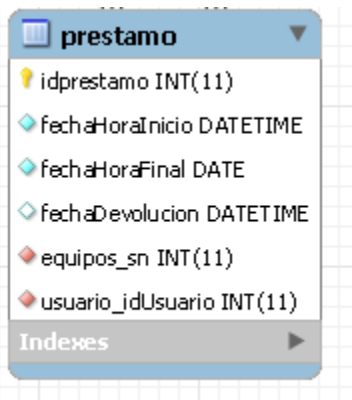 prestamo
idprestamo INT(11)
fechaHoraInicio DATETIME
fechaHoraFinal DATE
fechaDevolucion DATETIME
equipos_sn INT(11)
usuario_idUsuario INT(11)
Indexes